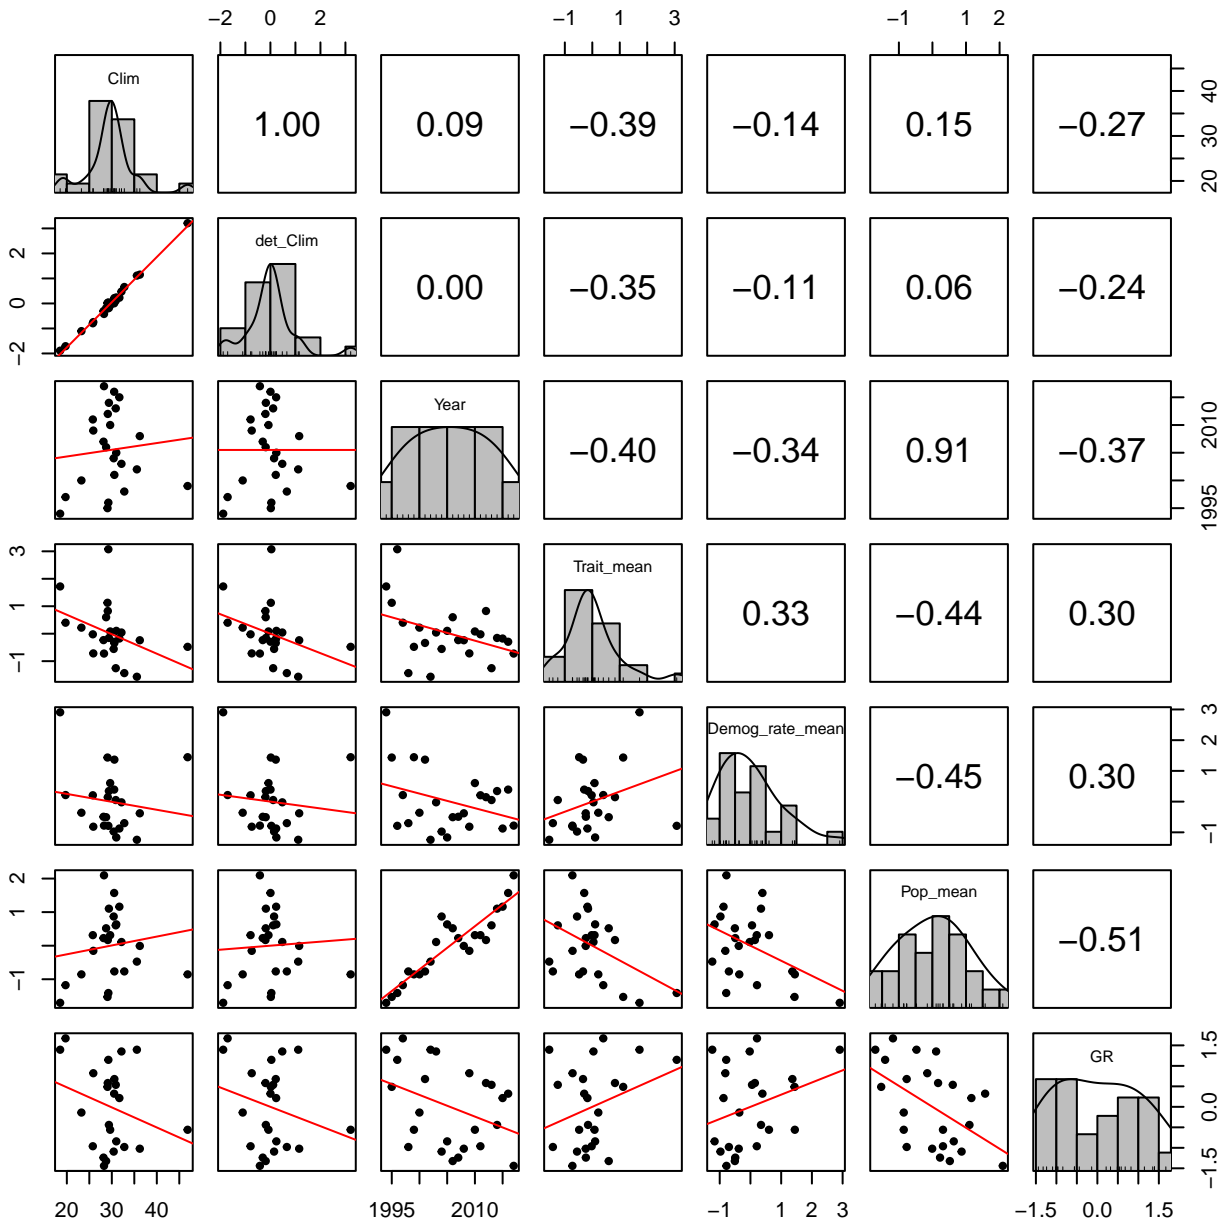 −2 0 2 −1 1 3 −1 1 2
Clim
1.00 0.09 −0.39 −0.14 0.15 −0.27
20 30 40
det_Clim
0.00 −0.35 −0.11 0.06 −0.24
−2 0 2
Year
−0.40 −0.34 0.91 −0.37
1995 2010
Trait_mean
0.33 −0.44 0.30
−1 1 3
Demog_rate_mean
−0.45 0.30
−1 1 2 3
Pop_mean
−0.51
−1 1 2
GR
−1.5 0.0 1.5
20 30 40 1995 2010 −1 1 2 3 −1.5 0.0 1.5